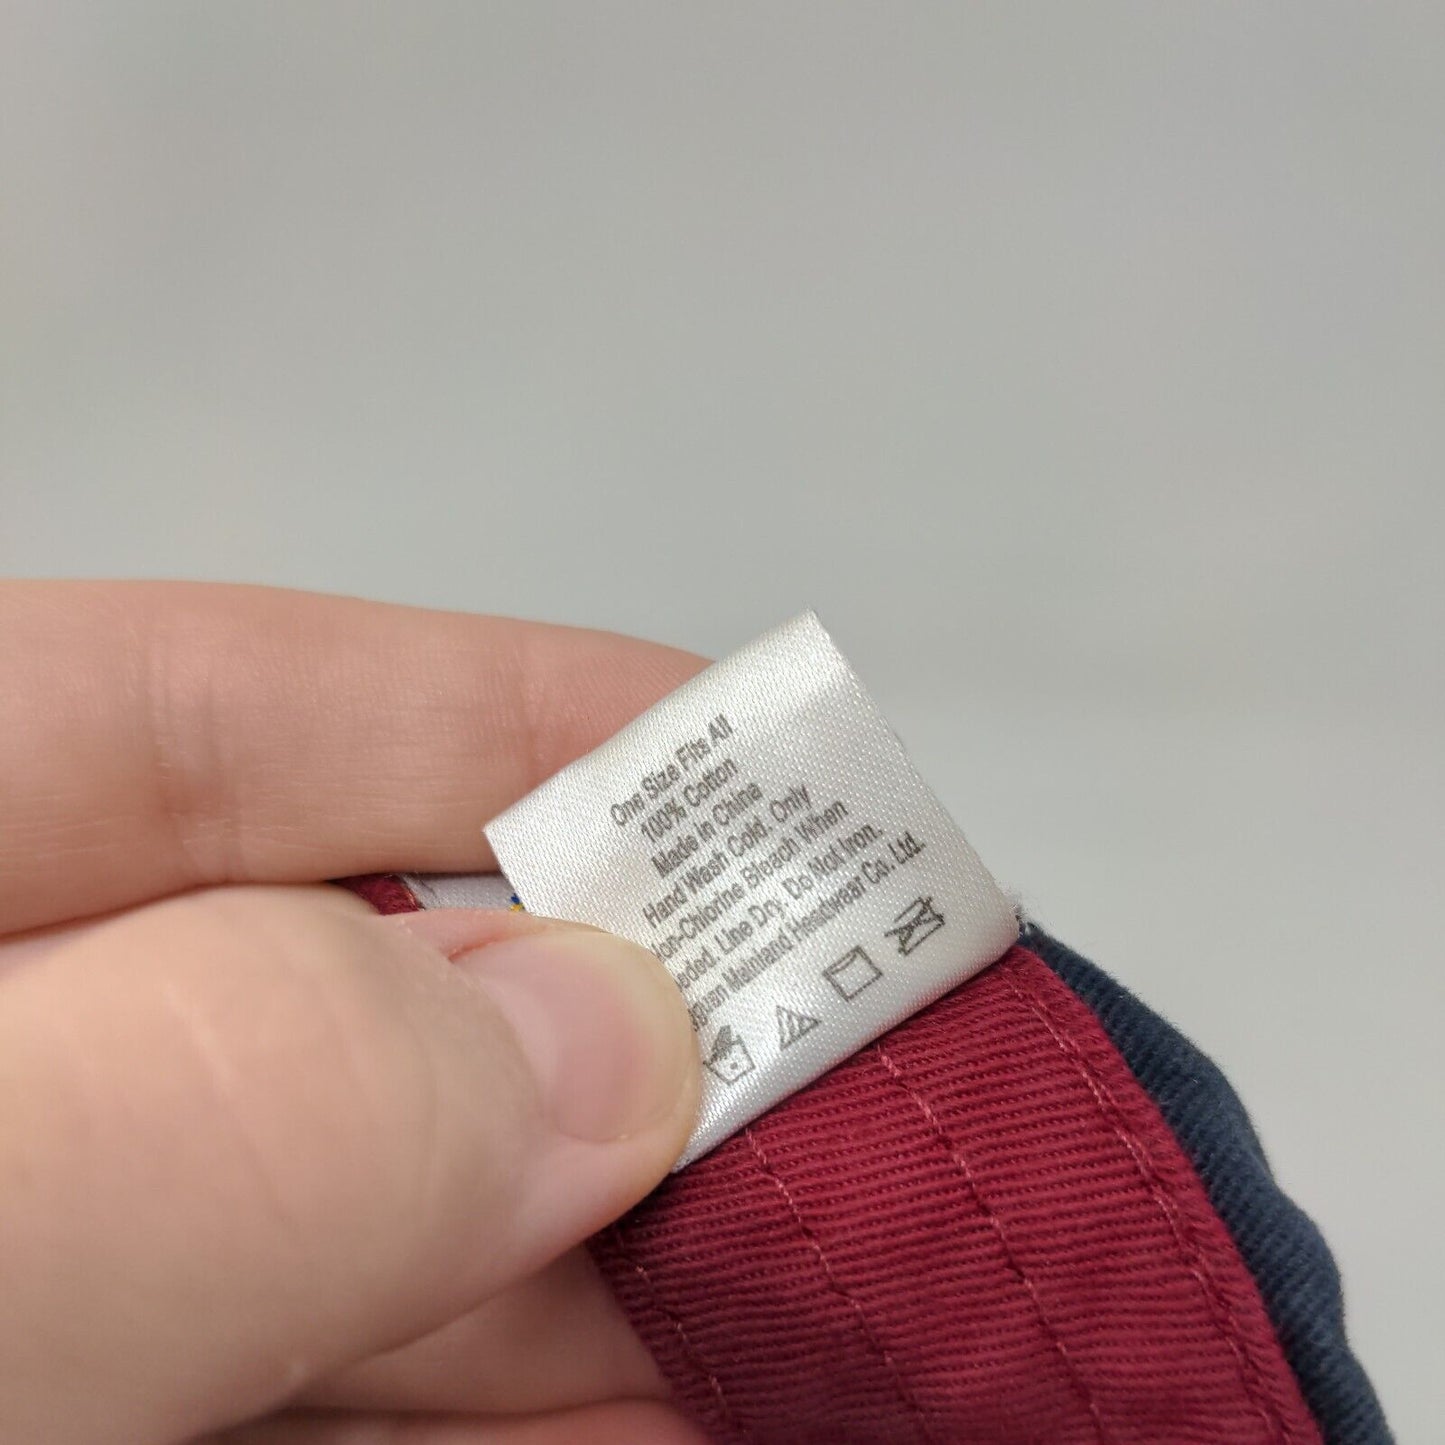 One Size Fits All
100% Cotton
Made in China
Hand Wash Cold. Only
on-Chlorine Bleach When
eded. Line Dry. Do Not Iron.
guan Mainland Headwear Co. Ltd.